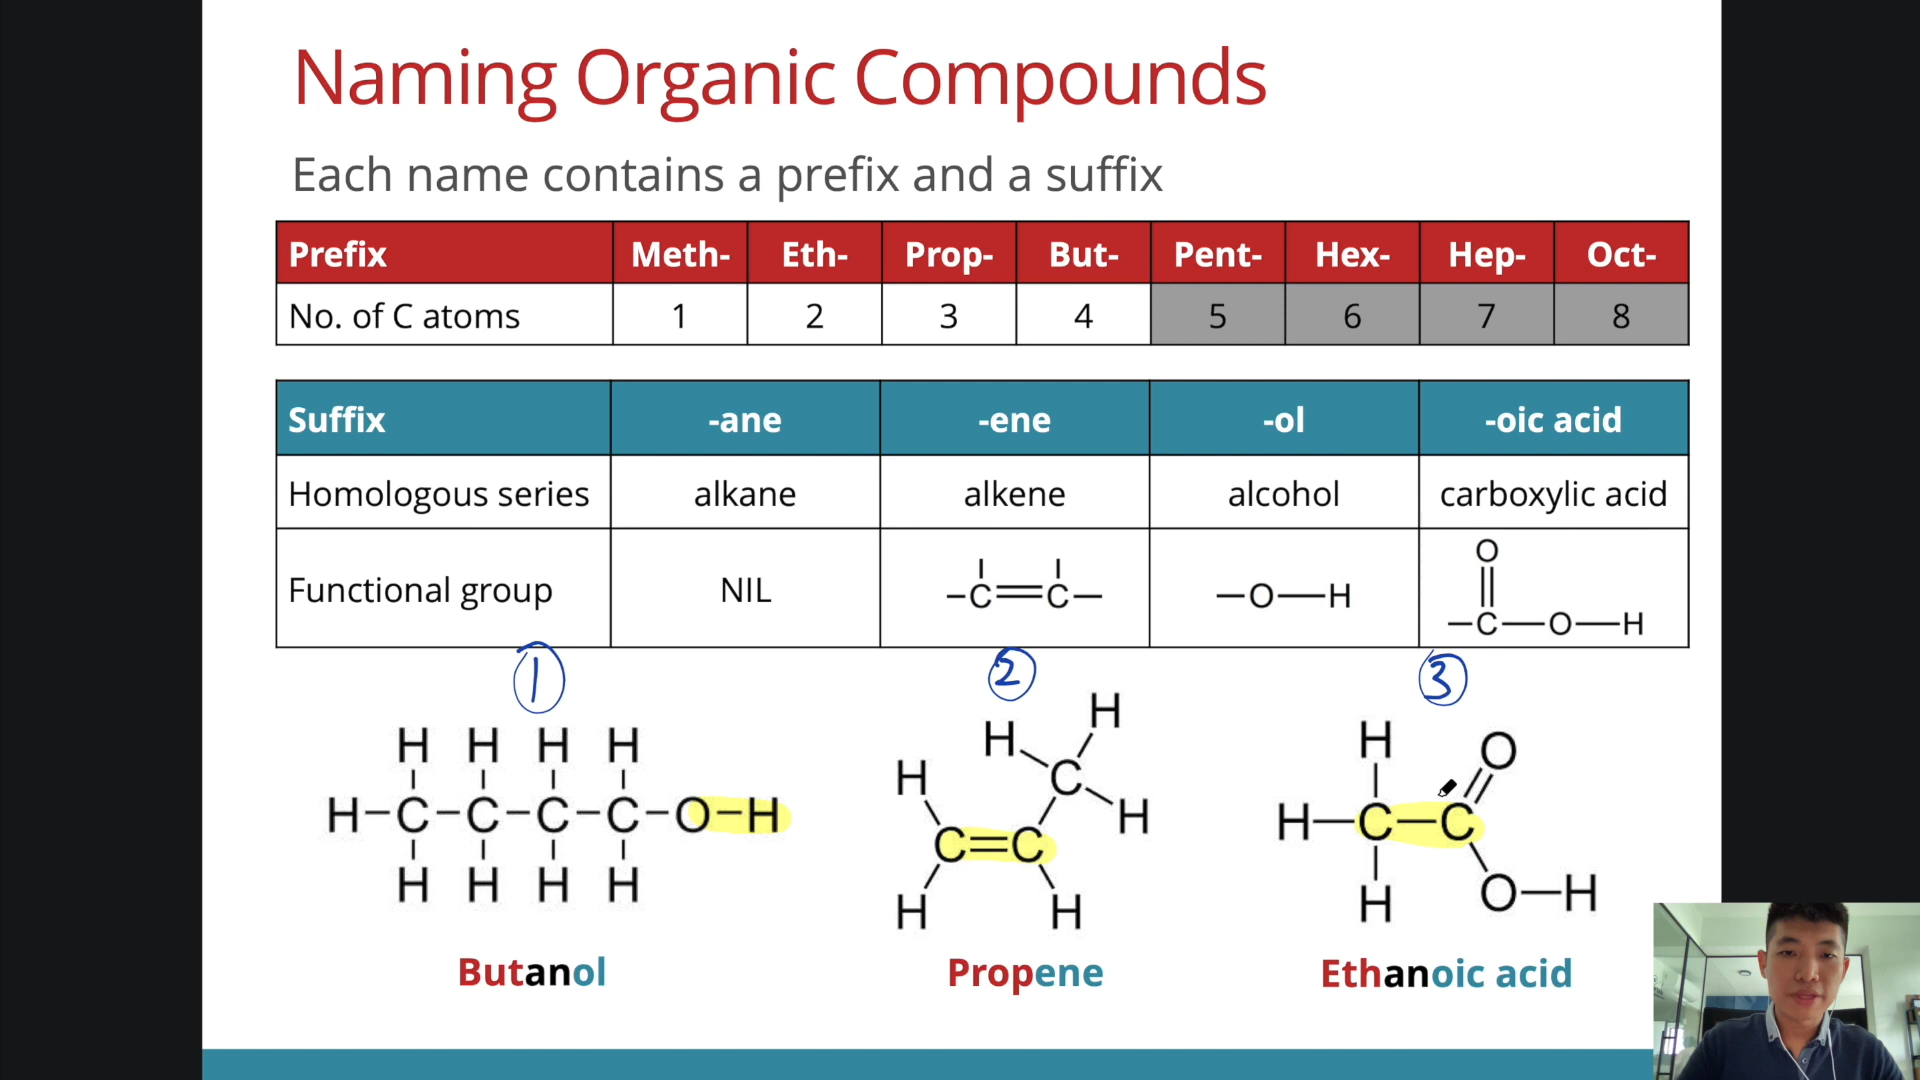 Naming Organic Compounds
Each name contains a prefix and a suffix
Prefix Meth- Eth- Prop- But- Pent- Hex- Hep- Oct-
No. of C atoms 1 2 3 4 5 6 7 8
Suffix -ane -ene -ol -oic acid
Homologous series alkane alkene alcohol carboxylic acid
Functional group NIL –C=C– –O–H O
–C–O–H
1 2 3
H H H H
H–C–C–C–C–O–H
H H H H
H H
H C
H
C=C
H H
H O
H–C–C
H O–H
Butanol Propene Ethanoic acid